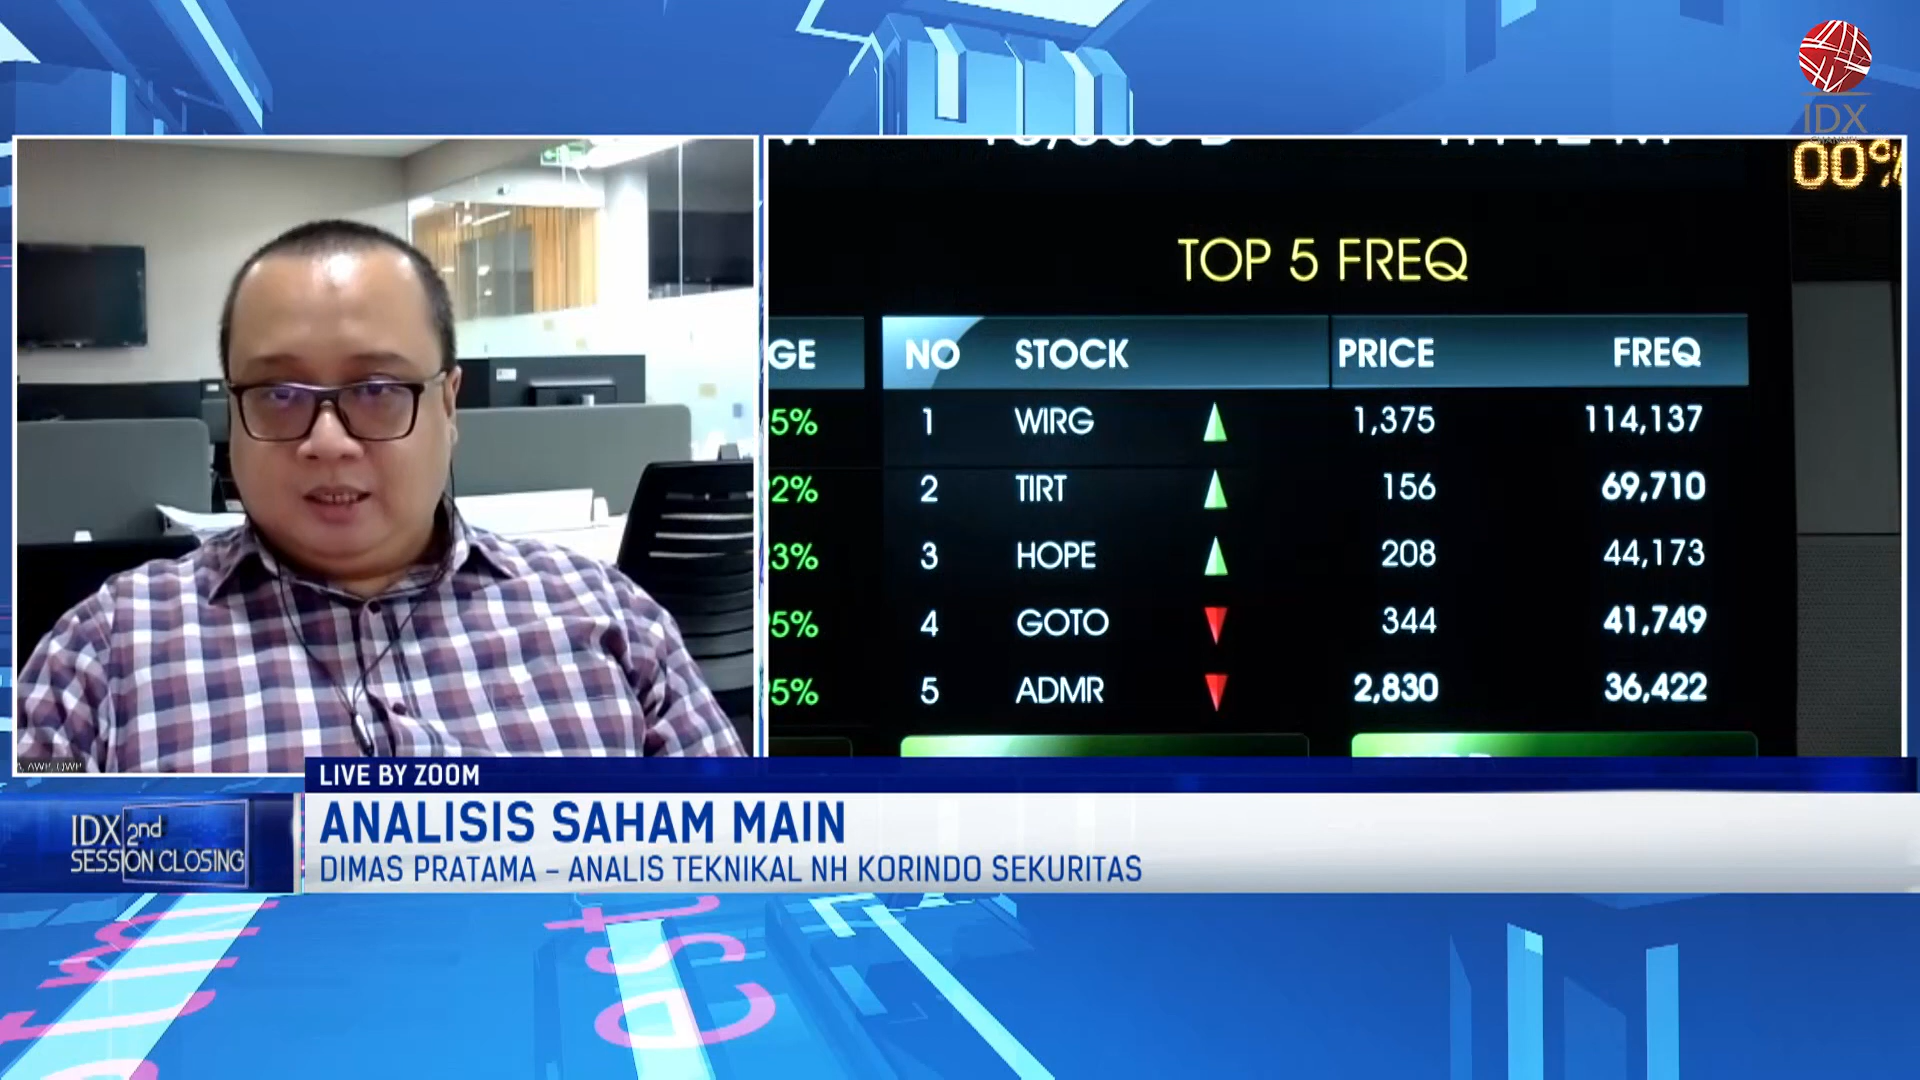 IDX
CHANNEL
00%
TOP 5 FREQ
GE NO STOCK PRICE FREQ
5% 1 WIRG 1,375 114,137
2% 2 TIRT 156 69,710
3% 3 HOPE 208 44,173
5% 4 GOTO 344 41,749
5% 5 ADMR 2,830 36,422
LIVE BY ZOOM
ANALISIS SAHAM MAIN
DIMAS PRATAMA – ANALIS TEKNIKAL NH KORINDO SEKURITAS
IDX 2nd
SESSION CLOSING